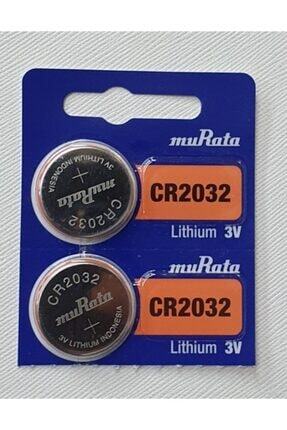 muRata
CR2032
Lithium 3V
3V LITHIUM INDONESIA
+
muRata
CR2032
muRata
CR2032
Lithium 3V
CR2032
muRata
+
3V LITHIUM INDONESIA